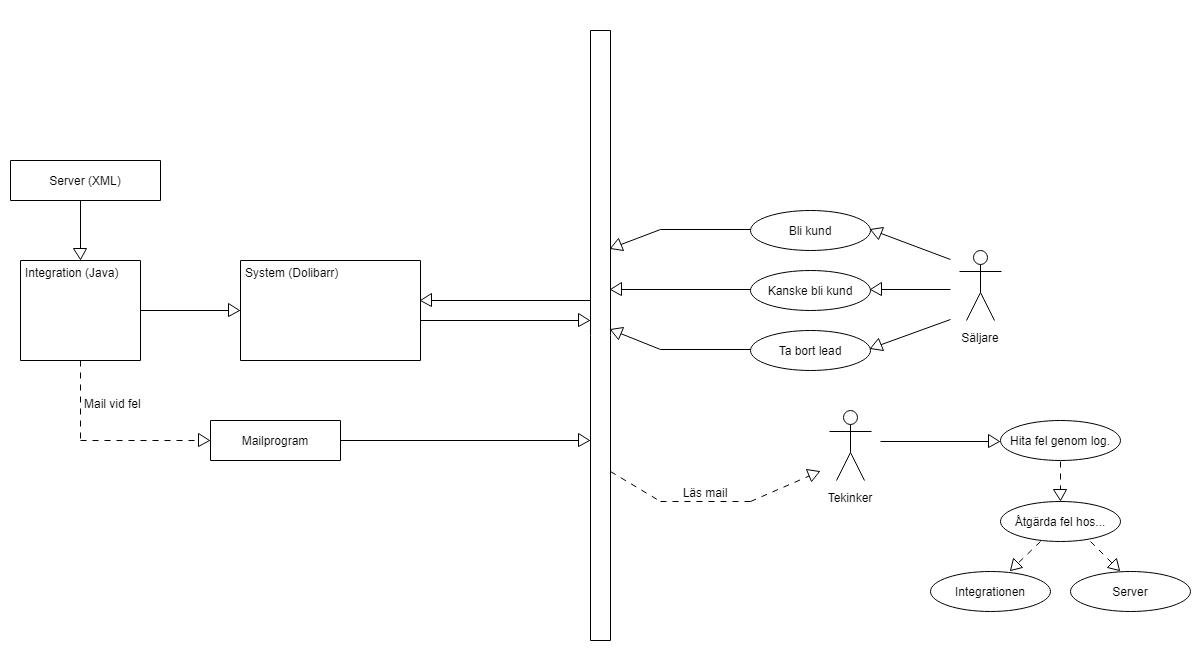 Server (XML)
Integration (Java)
System (Dolibarr)
Mail vid fel
Mailprogram
Bli kund
Kanske bli kund
Ta bort lead
Säljare
Läs mail
Tekinker
Hita fel genom log.
Åtgärda fel hos...
Integrationen
Server